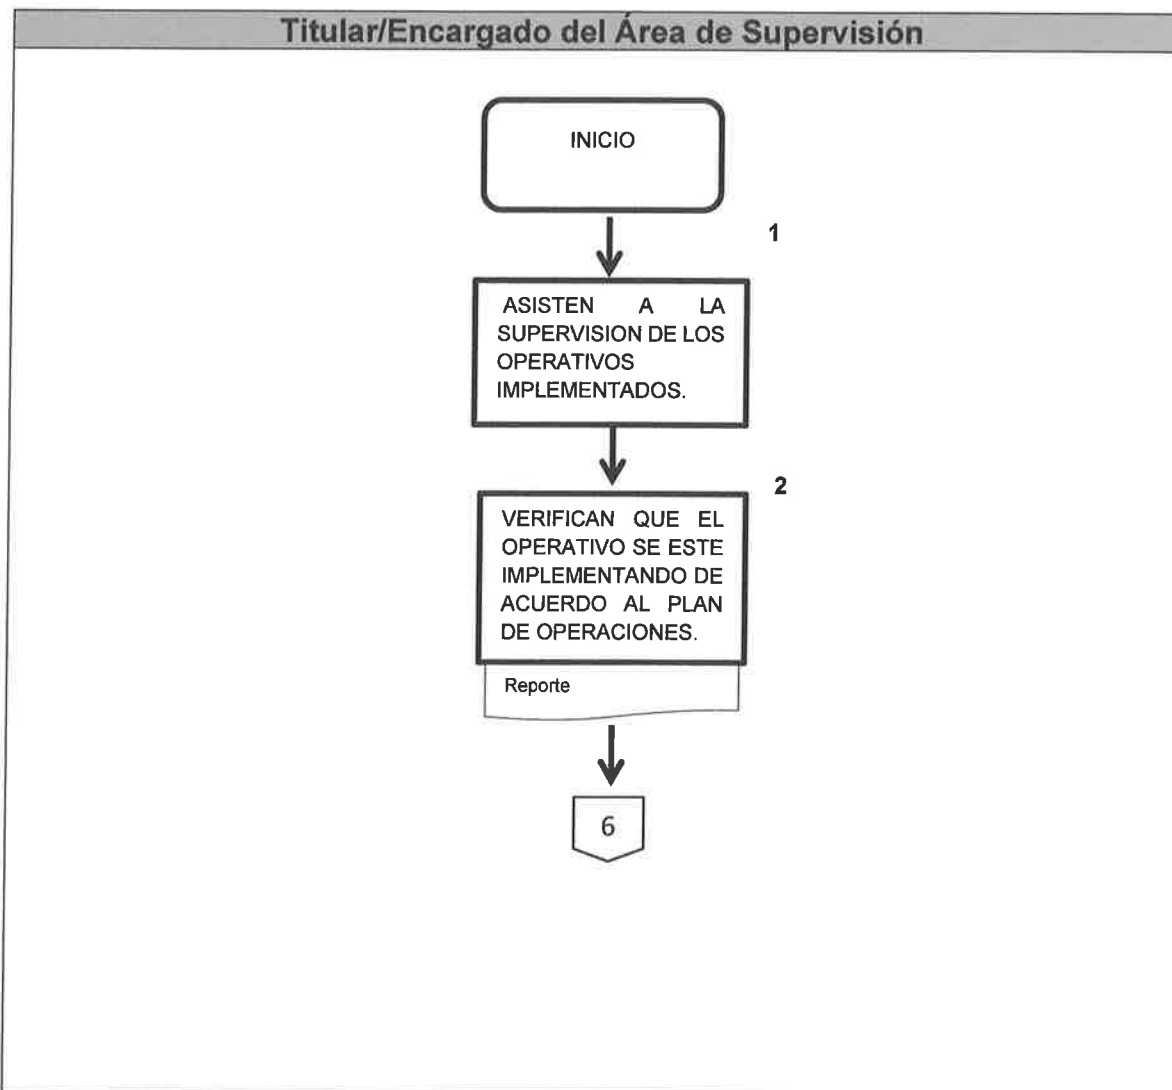 Titular/Encargado del Área de Supervisión
INICIO
1
ASISTEN A LA
SUPERVISION DE LOS
OPERATIVOS
IMPLEMENTADOS.
2
VERIFICAN QUE EL
OPERATIVO SE ESTE
IMPLEMENTANDO DE
ACUERDO AL PLAN
DE OPERACIONES.
Reporte
6